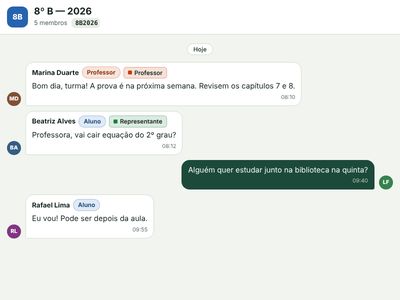 8B
8º B — 2026
5 membros 8B2026
Hoje
Marina Duarte Professor Professor
Bom dia, turma! A prova é na próxima semana. Revisem os capítulos 7 e 8.
08:10
MD
Beatriz Alves Aluno Representante
Professora, vai cair equação do 2º grau?
08:12
BA
Alguém quer estudar junto na biblioteca na quinta?
09:40
LF
Rafael Lima Aluno
Eu vou! Pode ser depois da aula.
09:55
RL